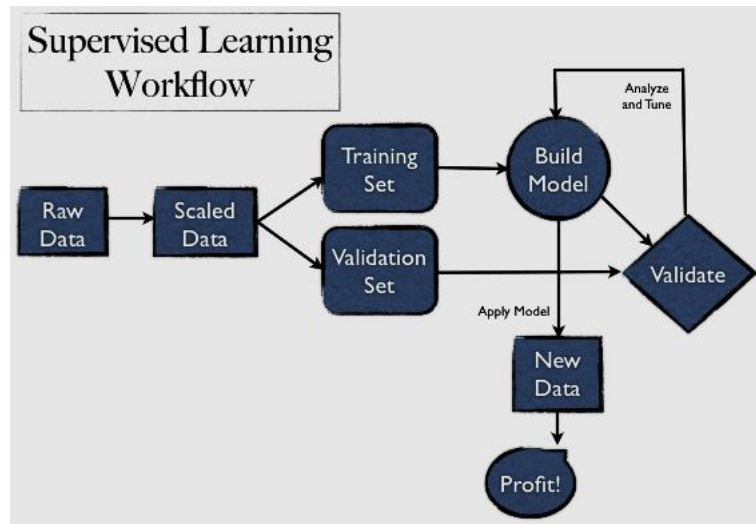 Supervised Learning
Workflow
Analyze
and Tune
Training
Set
Build
Model
Raw
Data
Scaled
Data
Validation
Set
Validate
Apply Model
New
Data
Profit!